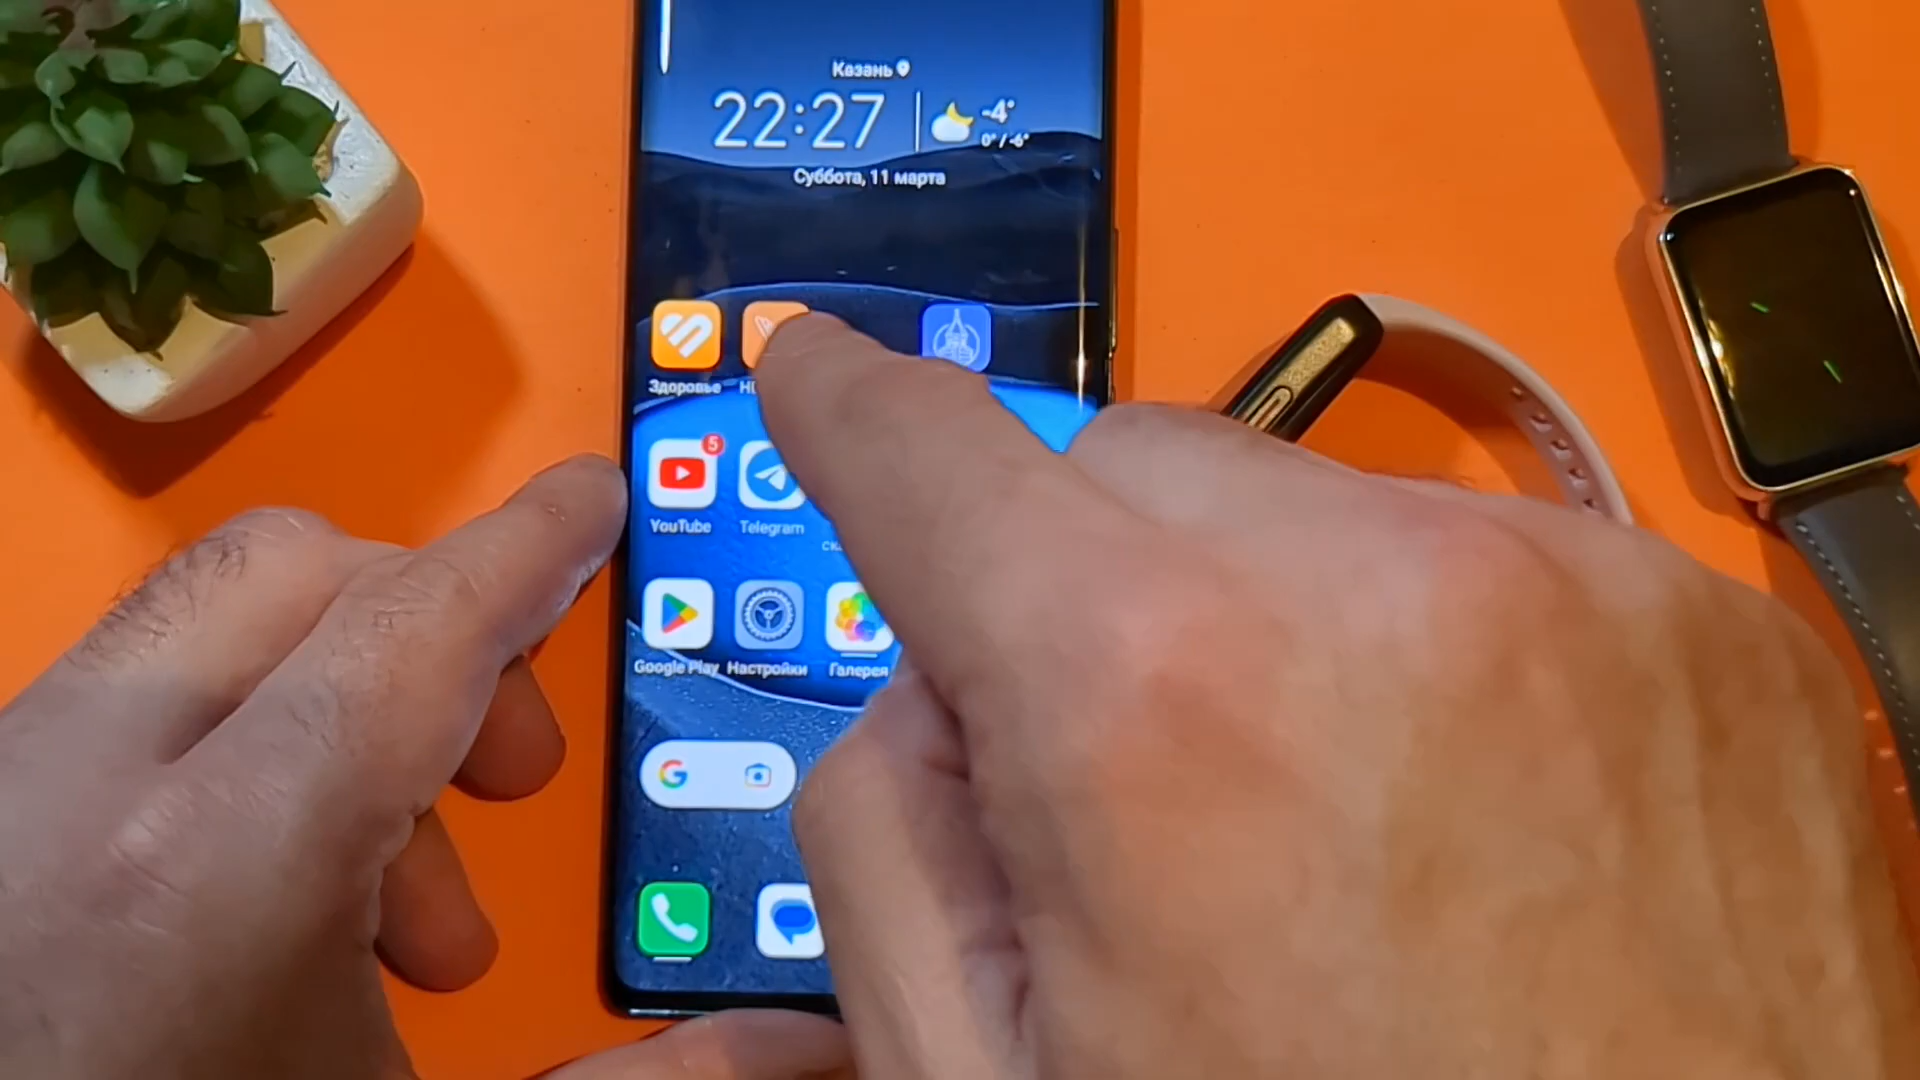 Казань
22:27
-4°
0° / -6°
Суббота, 11 марта
Здоровье
5
YouTube
Telegram
Google Play
Настройки
Галерея
G